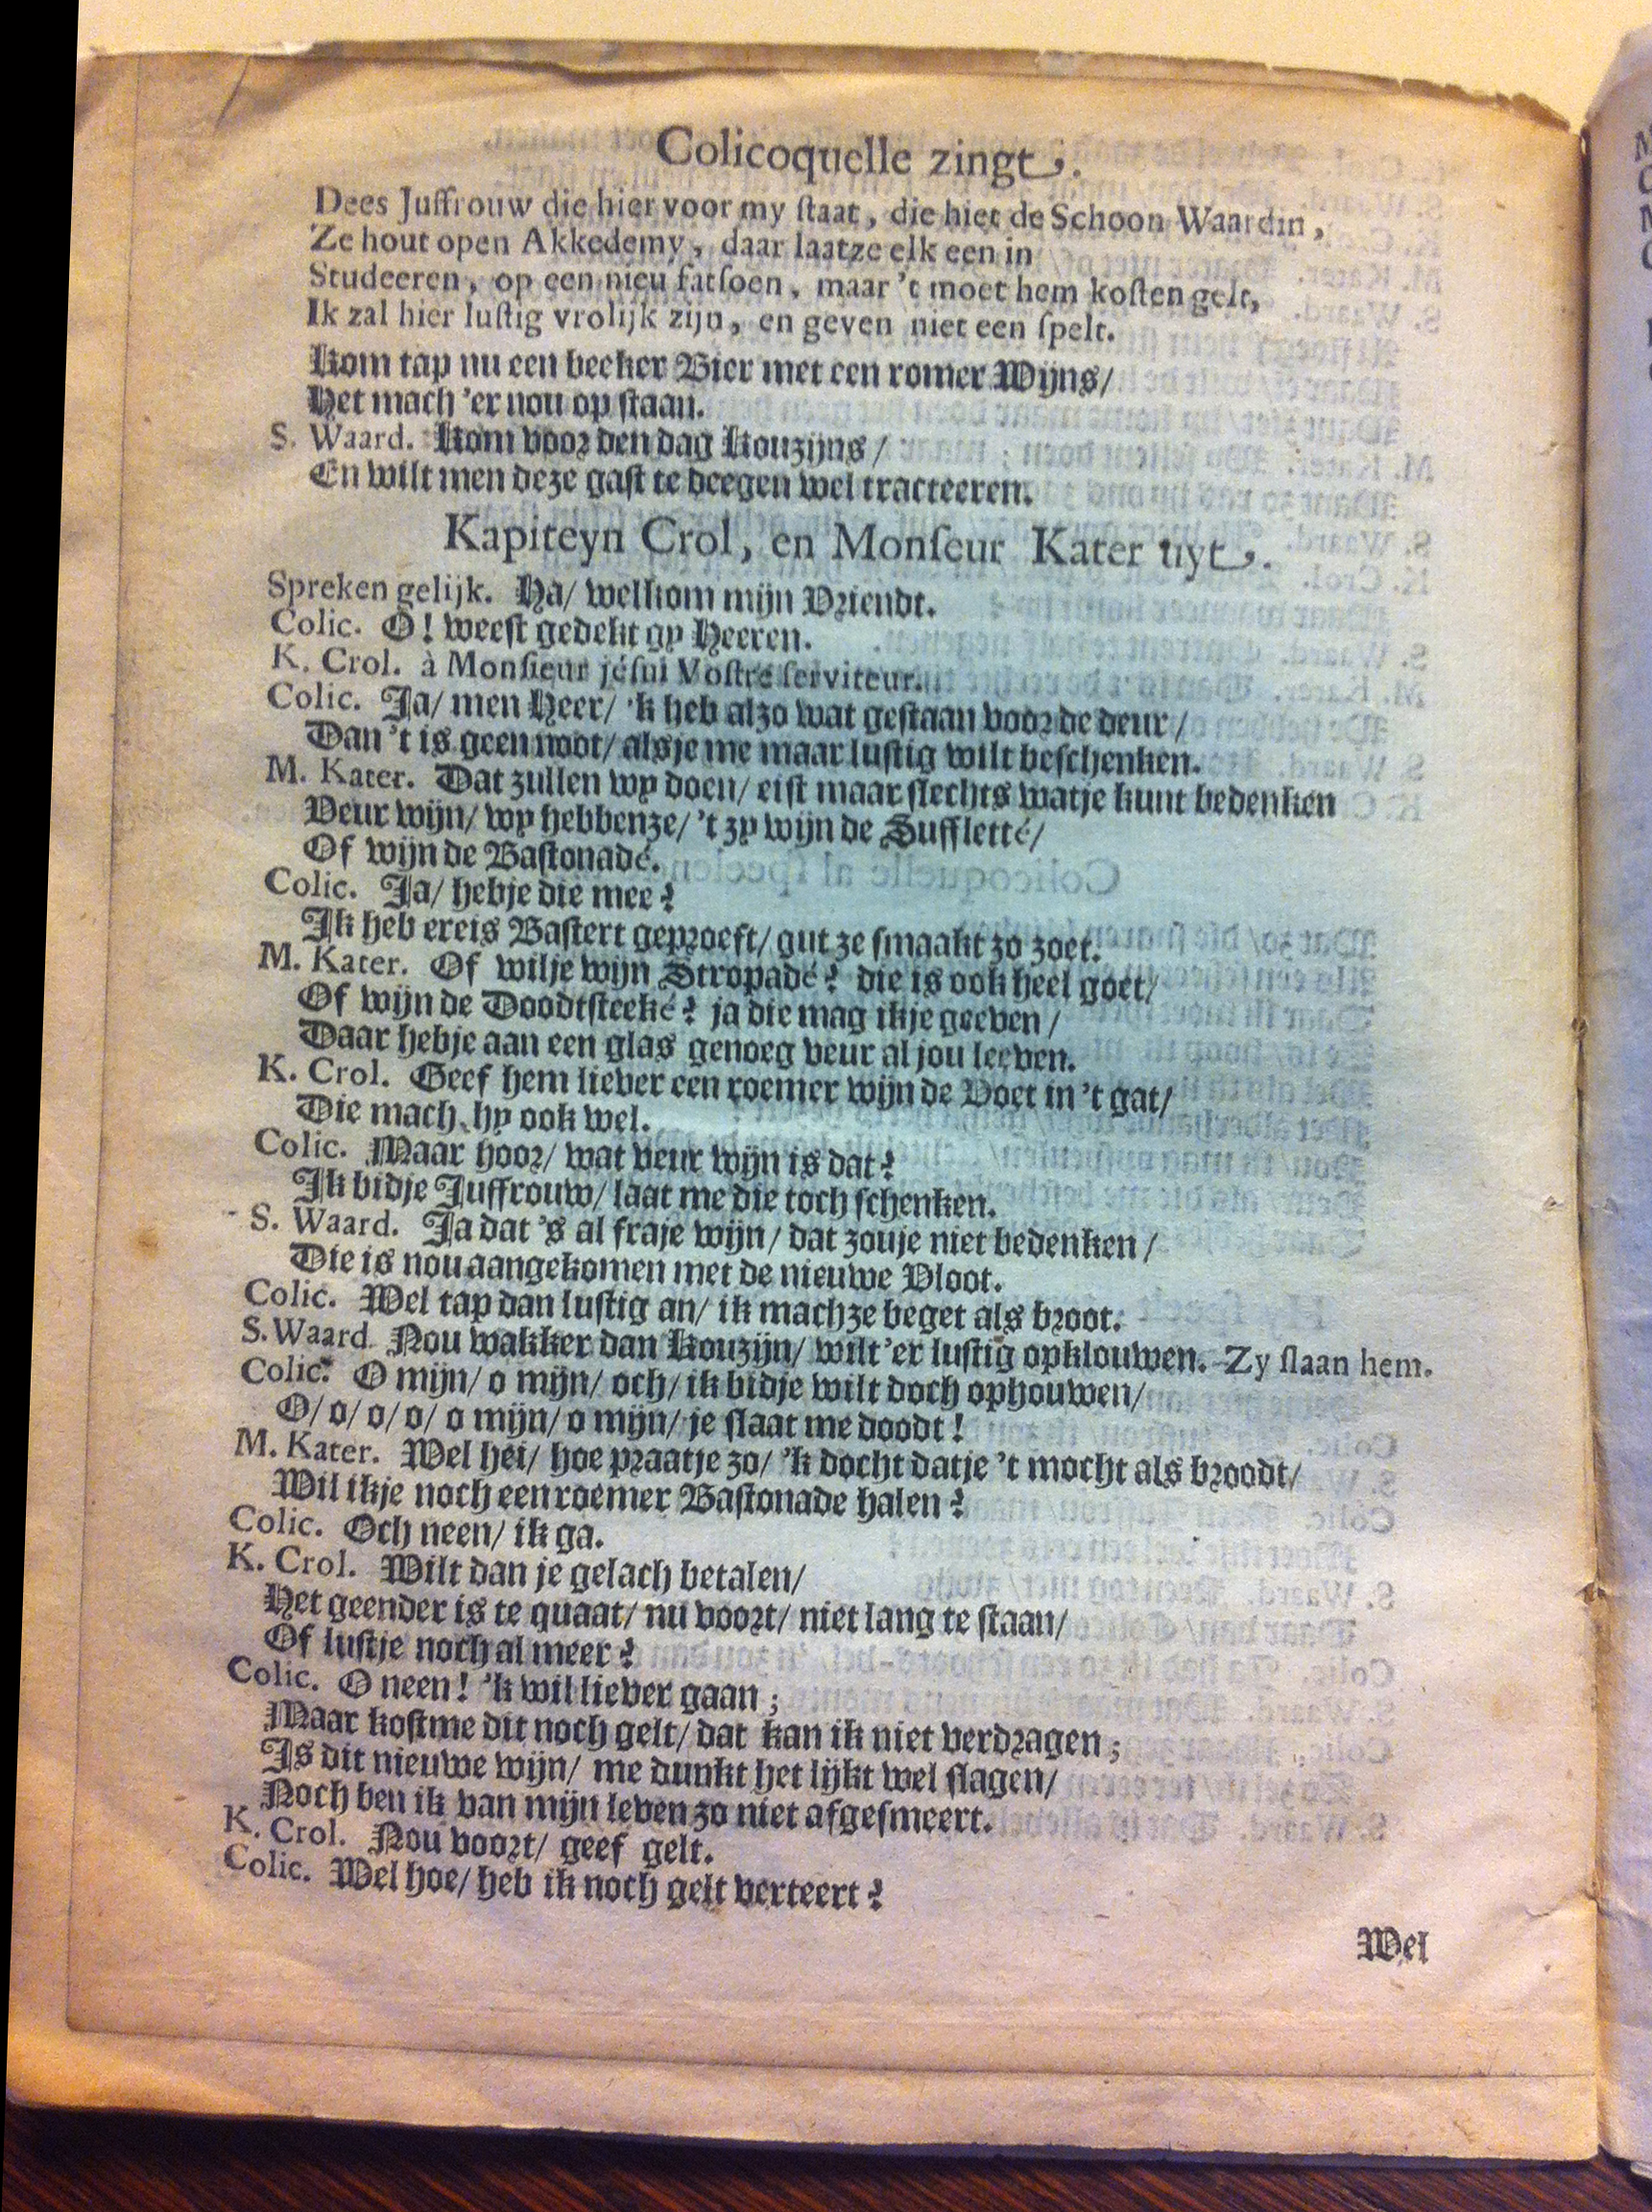 Colicoquelle zingt.
Dees Juffrouw die hier voor my ſtaat, die hiet de Schoon Waardin,
Ze hout open Akkedemy, daar laatze elk een in
Studeeren, op een nieu fatſoen, maar 't moet hem koſten gelt,
Ik zal hier luſtig vrolijk zijn, en geven niet een ſpelt.
Kom tap nu een becker Bier met een romer Wijns/
Het mach 'er nou op ſtaan.
S. Waard. Kom voor den dag Kouzijns/
En wilt men deze gaſt te deegen wel tracteeren.
Kapiteyn Crol, en Monſeur Kater uyt.
Spreken gelijk. Ha/ welkom mijn Vriendt.
Colic. O! weeſt gedekt gy Heeren.
K. Crol. à Monſieur jéſui Voſtre ſerviteur.
Colic. Ja/ men Heer/ 'k heb alzo wat geſtaan voor de deur/
Dan 't is geen noot/ als je me maar luſtig wilt beſchenken.
M. Kater. Dat zullen wy doen/ eiſt maar ſlechts watje kunt bedenken
Veur wijn/ wy hebbenze/ 't zy wijn de Suffletté/
Of wijn de Baſtonadé.
Colic. Ja/ hebje die mee?
Ik heb ereis Baſtert geproeft/ gut ze ſmaakt zo zoet.
M. Kater. Of wilje wijn Stropadé? die is ook heel goet/
Of wijn de Doodtſteeké? ja die mag ikje geeven/
Daar hebje aan een glas genoeg veur al jou leeven.
K. Crol. Geef hem liever een roemer wijn de Voet in 't gat/
Die mach hy ook wel.
Colic. Maar hoor/ wat veur wijn is dat?
Ik bidje Juffrouw/ laat me die toch ſchenken.
S. Waard. Ja dat 's al fraje wijn/ dat zouje niet bedenken/
Die is nou aangekomen met de nieuwe Vloot.
Colic. Wel tap dan luſtig an/ ik machze beget als broot.
S. Waard. Nou wakker dan Kouzijn/ wilt 'er luſtig opklouwen. Zy ſlaan hem.
Colic. O mijn/ o mijn/ och/ ik bidje wilt doch ophouwen/
O/ o/ o/ o/ o mijn/ o mijn/ je ſlaat me doodt!
M. Kater. Wel hei/ hoe praatje zo/ 'k docht datje 't mocht als broodt/
Wil ikje noch een roemer Baſtonade halen?
Colic. Och neen/ ik ga.
K. Crol. Wilt dan je gelach betalen/
Het geender is te quaat/ nu voort/ niet lang te ſtaan/
Of luſtje noch al meer?
Colic. O neen! 'k wil liever gaan;
Maar koſtme dit noch gelt/ dat kan ik niet verdragen;
Is dit nieuwe wijn/ me dunkt het lijkt wel ſlagen/
Noch ben ik van mijn leven zo niet afgeſmeert.
K. Crol. Nou voort/ geef gelt.
Colic. Wel hoe/ heb ik noch gelt verteert?
Wel